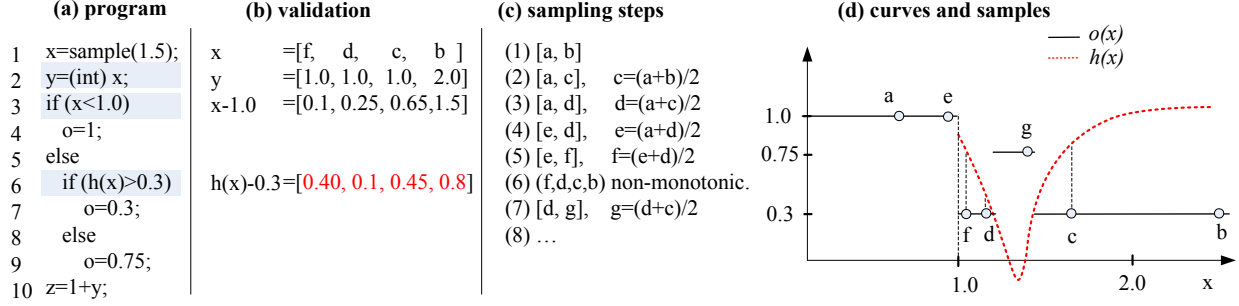 (a) program
1 x=sample(1.5);
2 y=(int) x;
3 if (x<1.0)
4 o=1;
5 else
6 if (h(x)>0.3)
7 o=0.3;
8 else
9 o=0.75;
10 z=1+y;
(b) validation
x =[f, d, c, b ]
y =[1.0, 1.0, 1.0, 2.0]
x-1.0 =[0.1, 0.25, 0.65,1.5]
h(x)-0.3=[0.40, 0.1, 0.45, 0.8]
(c) sampling steps
(1) [a, b]
(2) [a, c], c=(a+b)/2
(3) [a, d], d=(a+c)/2
(4) [e, d], e=(a+d)/2
(5) [e, f], f=(e+d)/2
(6) (f,d,c,b) non-monotonic.
(7) [d, g], g=(d+c)/2
(8) ...
(d) curves and samples
o(x)
h(x)
a e
1.0
g
0.75
0.3
f d c b
1.0 2.0 x